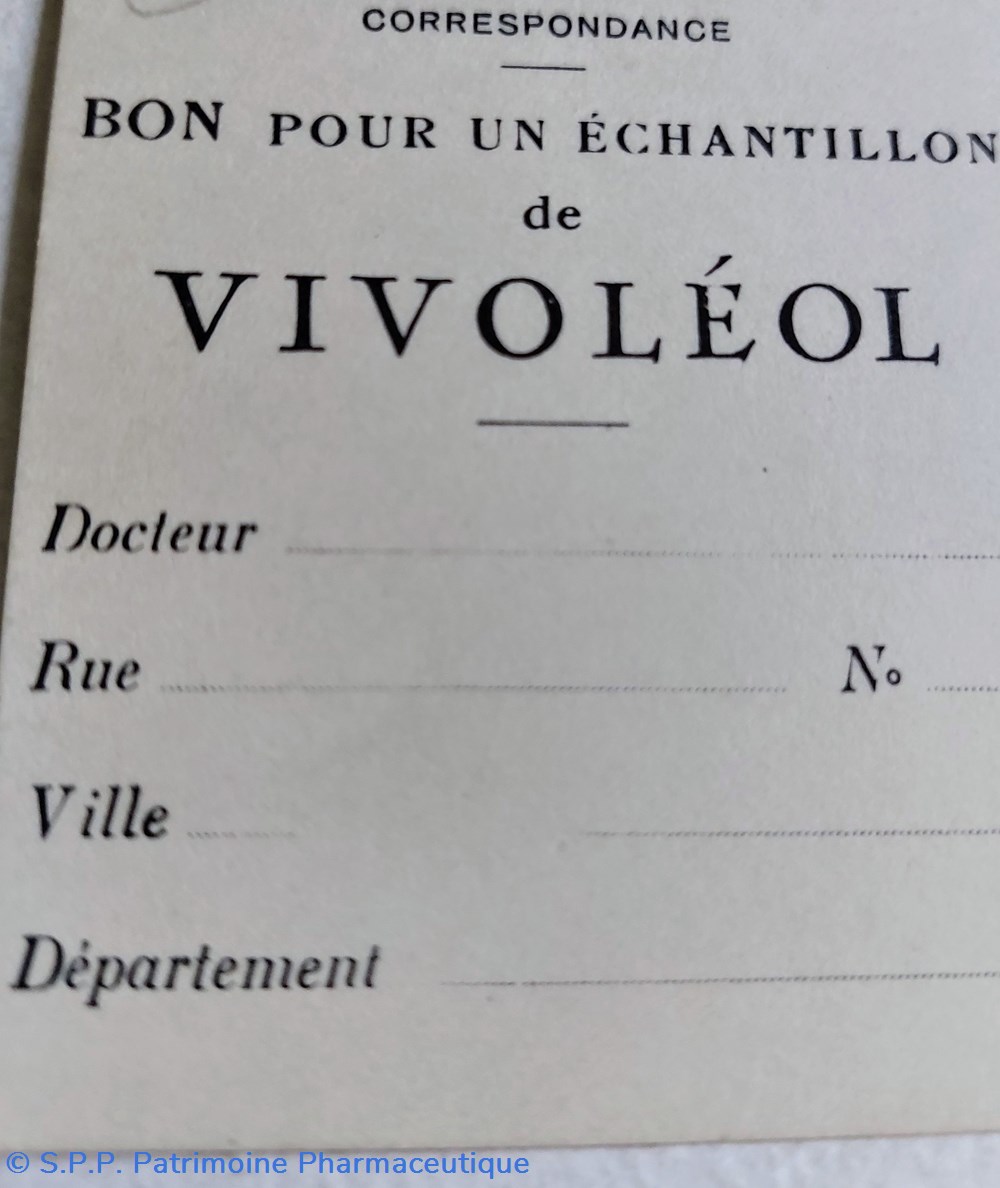 CORRESPONDANCE
BON POUR UN ÉCHANTILLON
de
VIVOLÉOL
Docteur
Rue N°
Ville
Département
© S.P.P. Patrimoine Pharmaceutique